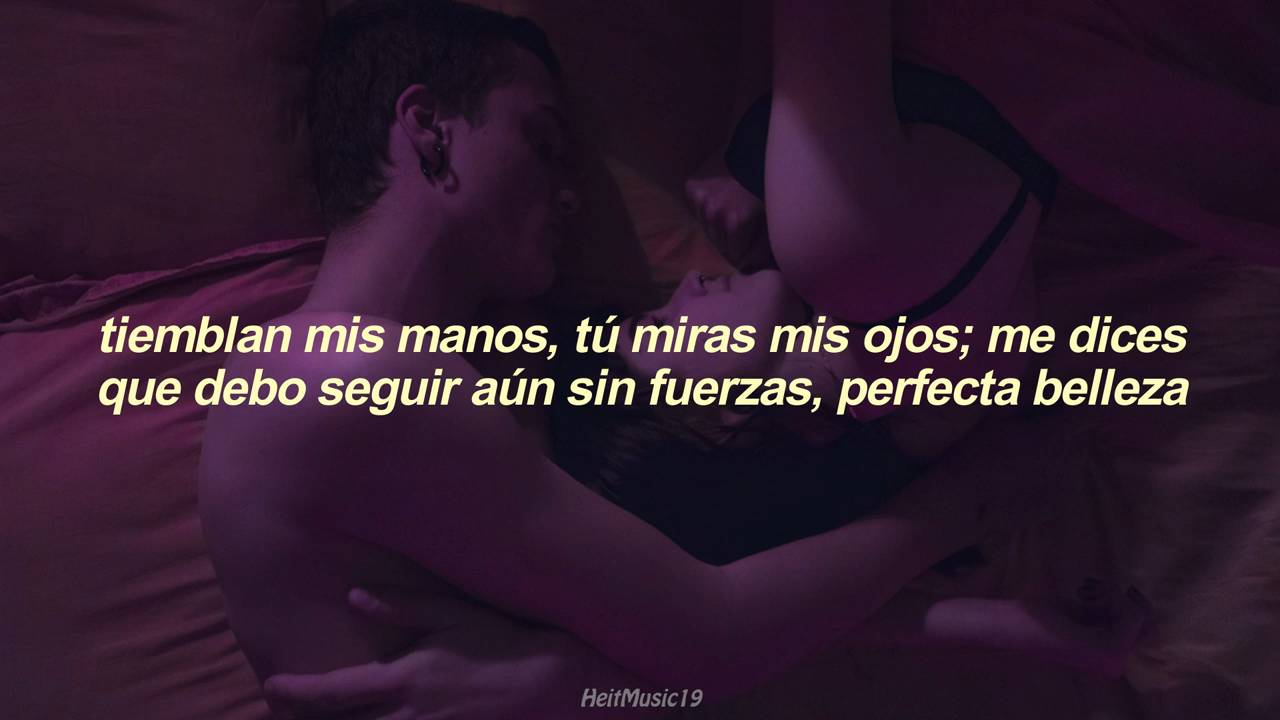 tiemblan mis manos, tú miras mis ojos; me dices
que debo seguir aún sin fuerzas, perfecta belleza
HeitMusic19